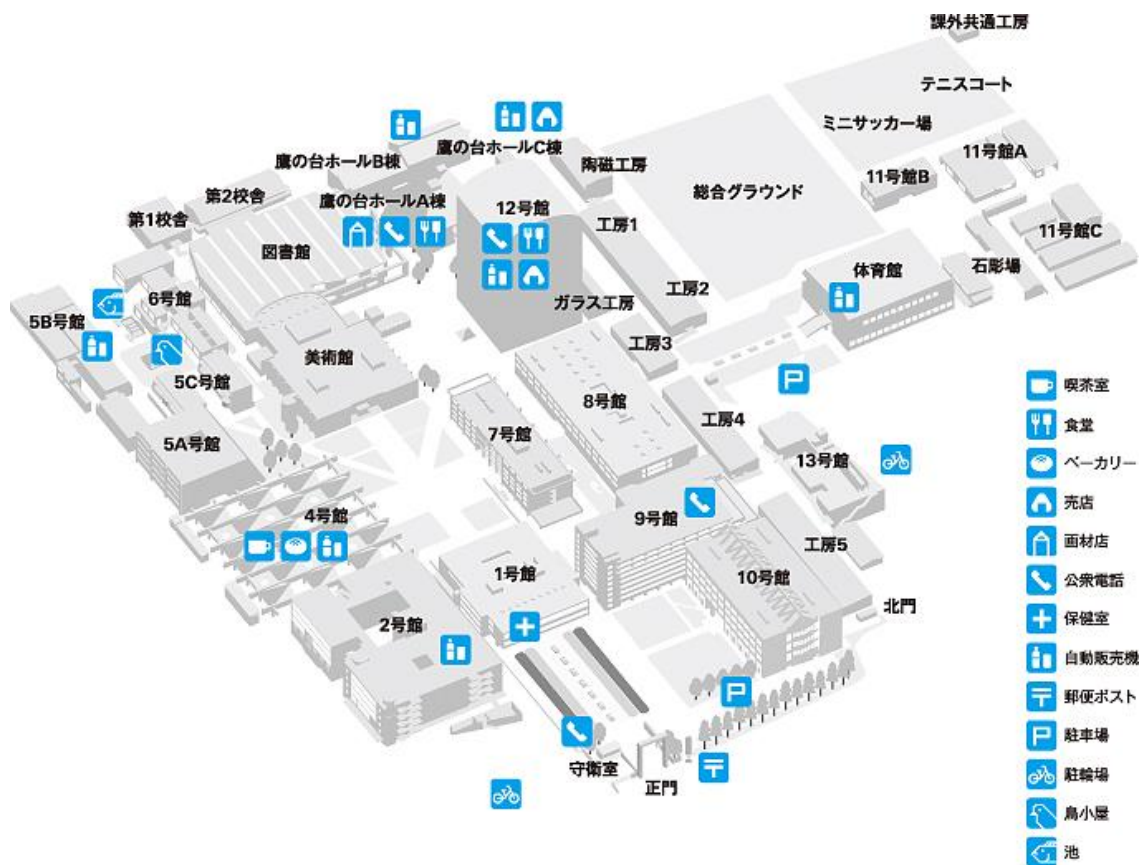 課外共通工房
テニスコート
ミニサッカー場
鷹の台ホールC棟
鷹の台ホールB棟
陶磁工房
11号館A
11号館B
総合グラウンド
第2校舎
第1校舎
鷹の台ホールA棟
12号館
工房1
11号館C
図書館
石彫場
体育館
6号館
ガラス工房
工房2
5B号館
工房3
美術館
5C号館
8号館
工房4
7号館
5A号館
13号館
4号館
9号館
工房5
1号館
10号館
2号館
北門
守衛室
正門
喫茶室
食堂
ベーカリー
売店
画材店
公衆電話
保健室
自動販売機
郵便ポスト
P 駐車場
駐輪場
鳥小屋
池
P
P